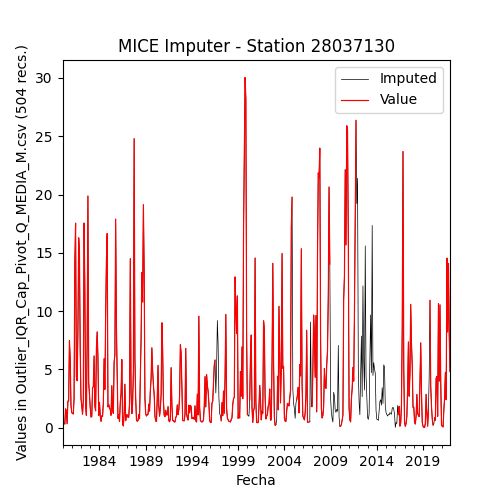 MICE Imputer - Station 28037130
Imputed
Value
Values in Outlier_IQR_Cap_Pivot_Q_MEDIA_M.csv (504 recs.)
30
25
20
15
10
5
0
1984 1989 1994 1999 2004 2009 2014 2019
Fecha